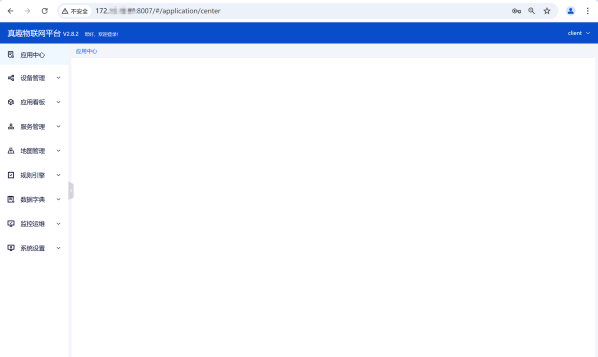 不安全 172. :8007/#/application/center
真趣物联网平台 V2.8.2 您好，欢迎登录! client
应用中心 应用中心
设备管理
应用看板
服务管理
地图管理
规则引擎
数据字典
监控运维
系统设置